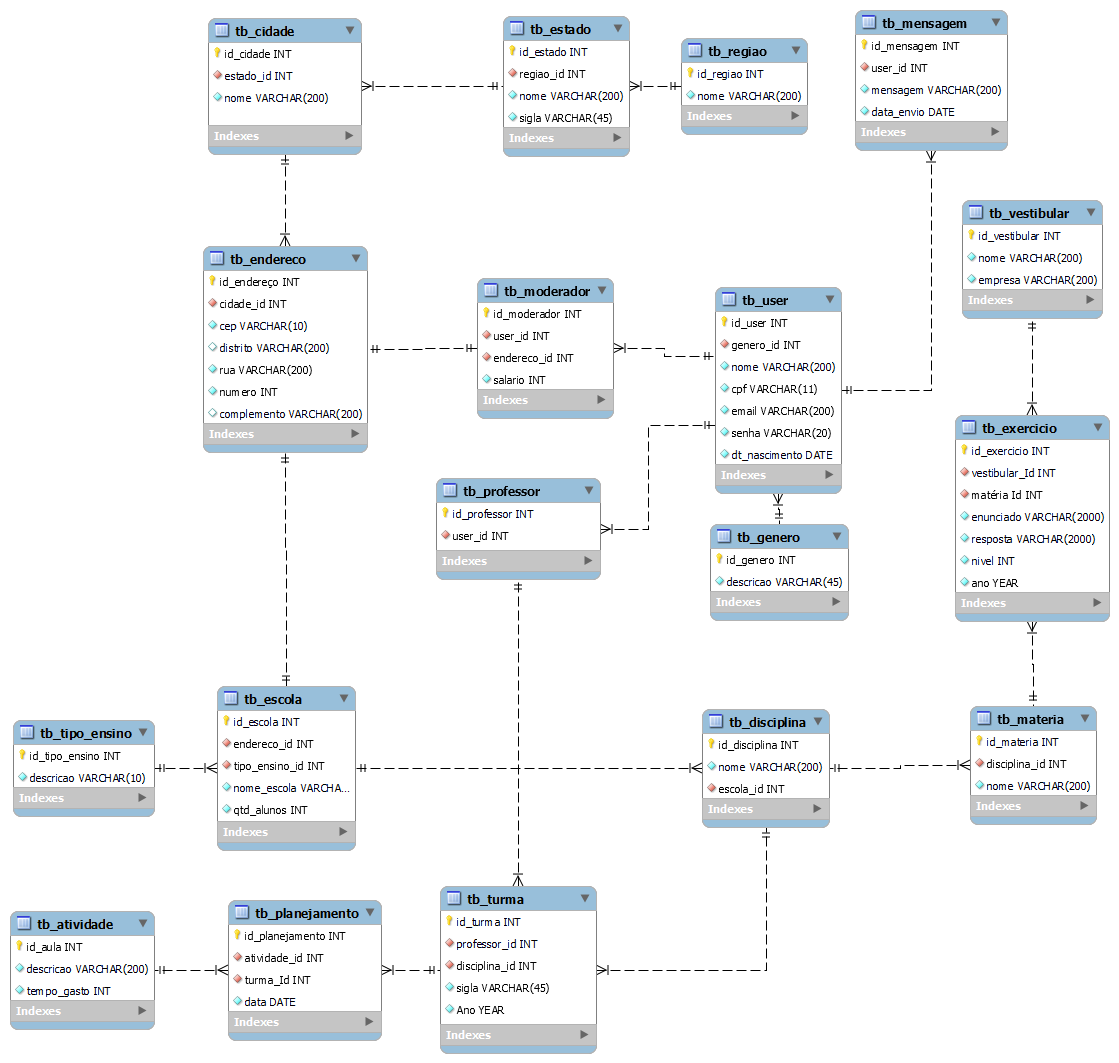 tb_cidade
id_cidade INT
estado_id INT
nome VARCHAR(200)
Indexes
tb_estado
id_estado INT
regiao_id INT
nome VARCHAR(200)
sigla VARCHAR(45)
Indexes
tb_regiao
id_regiao INT
nome VARCHAR(200)
Indexes
tb_mensagem
id_mensagem INT
user_id INT
mensagem VARCHAR(200)
data_envio DATE
Indexes
tb_vestibular
id_vestibular INT
nome VARCHAR(200)
empresa VARCHAR(200)
Indexes
tb_endereco
id_endereço INT
cidade_id INT
cep VARCHAR(10)
distrito VARCHAR(200)
rua VARCHAR(200)
numero INT
complemento VARCHAR(200)
Indexes
tb_moderador
id_moderador INT
user_id INT
endereco_id INT
salario INT
Indexes
tb_user
id_user INT
genero_id INT
nome VARCHAR(200)
cpf VARCHAR(11)
email VARCHAR(200)
senha VARCHAR(20)
dt_nascimento DATE
Indexes
tb_exercicio
id_exercicio INT
vestibular_Id INT
matéria Id INT
enunciado VARCHAR(2000)
resposta VARCHAR(2000)
nivel INT
ano YEAR
Indexes
tb_professor
id_professor INT
user_id INT
Indexes
tb_genero
id_genero INT
descricao VARCHAR(45)
Indexes
tb_tipo_ensino
id_tipo_ensino INT
descricao VARCHAR(10)
Indexes
tb_escola
id_escola INT
endereco_id INT
tipo_ensino_id INT
nome_escola VARCHA...
qtd_alunos INT
Indexes
tb_disciplina
id_disciplina INT
nome VARCHAR(200)
escola_id INT
Indexes
tb_materia
id_materia INT
disciplina_id INT
nome VARCHAR(200)
Indexes
tb_atividade
id_aula INT
descricao VARCHAR(200)
tempo_gasto INT
Indexes
tb_planejamento
id_planejamento INT
atividade_id INT
turma_Id INT
data DATE
Indexes
tb_turma
id_turma INT
professor_id INT
disciplina_id INT
sigla VARCHAR(45)
Ano YEAR
Indexes